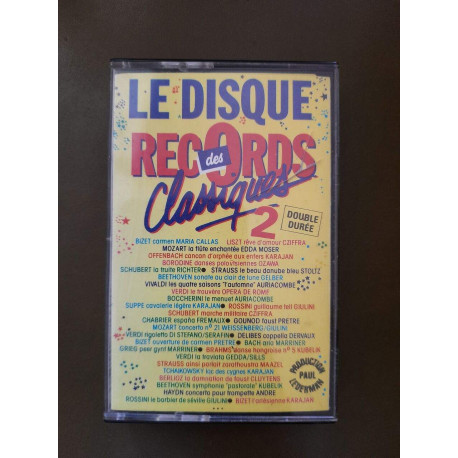 LE DISQUE
des
RECORDS
Classiques
2
DOUBLE
DURÉE
BIZET carmen MARIA CALLAS LISZT rêve d'amour CZIFFRA
MOZART la flûte enchantée EDDA MOSER
OFFENBACH cancan d'orphée aux enfers KARAJAN
BORODINE danses polovtsiennes OZAWA
SCHUBERT la truite RICHTER STRAUSS le beau danube bleu STOLTZ
BEETHOVEN sonate au clair de lune GELBER
VIVALDI les quatre saisons "l'automne" AURIACOMBE
VERDI le trouvère OPERA DE ROMY
BOCCHERINI le menuet AURIACOMBE
SUPPE cavalerie légère KARAJAN ROSSINI guillaume tell GIULINI
SCHUBERT marche militaire CZIFFRA
CHABRIER españa FREMAUX GOUNOD faust PRETRE
MOZART concerto n° 21 WEISSENBERG/GIULINI
VERDI rigoletto DI STEFANO/SERAFIN DELIBES coppelia DERVAUX
BIZET ouverture de carmen PRETRE BACH aria MARRINER
GRIEG peer gynt MARRINER BRAHMS danse hongroise n° 5 KUBELIK
VERDI la traviata GEDDA/SILLS
STRAUSS ainsi parlait zarathoustra MAAZEL
TCHAIKOWSKY lac des cygnes KARAJAN
BERLIOZ la damnation de faust CLUYTENS
BEETHOVEN symphonie "pastorale" KUBELIK
HAYDN concerto pour trompette ANDRE
ROSSINI le barbier de séville GIULINI BIZET l'arlésienne KARAJAN
PRODUCTION
PAUL
ZEDERMAN